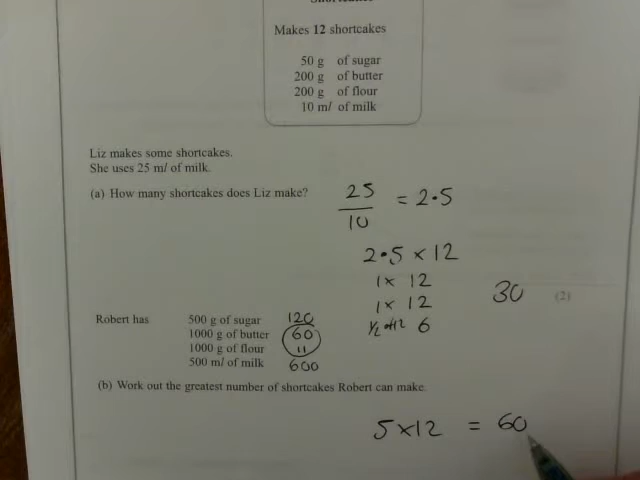 Makes 12 shortcakes
50 g of sugar
200 g of butter
200 g of flour
10 ml of milk
Liz makes some shortcakes.
She uses 25 ml of milk.
(a) How many shortcakes does Liz make?
25
10
= 2.5
2.5 × 12
1 × 12
1 × 12
½ of 12 6
30
(2)
Robert has 500 g of sugar 120
1000 g of butter 60
1000 g of flour 11
500 ml of milk 600
(b) Work out the greatest number of shortcakes Robert can make.
5 × 12 = 60